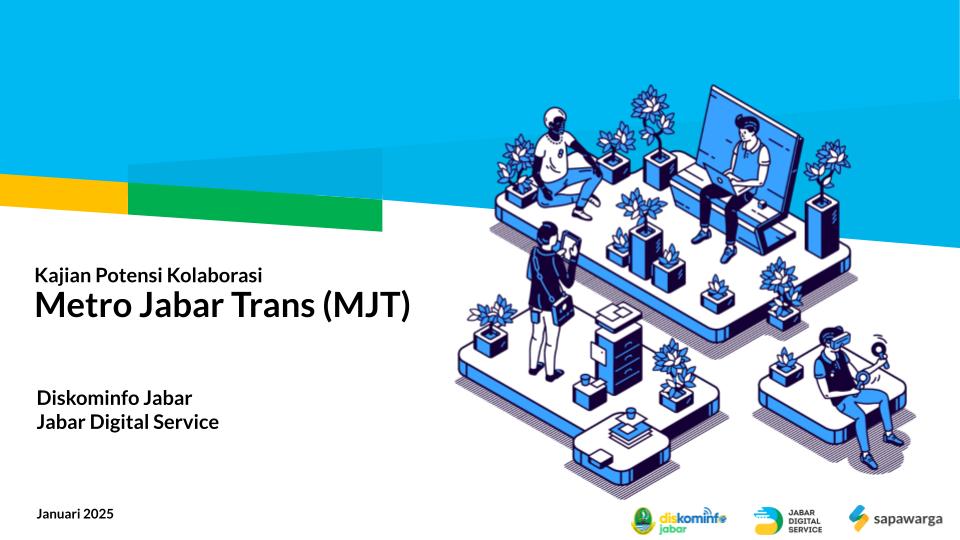 Kajian Potensi Kolaborasi
Metro Jabar Trans (MJT)
Diskominfo Jabar
Jabar Digital Service
Januari 2025
diskominfo
jabar
JABAR
DIGITAL
SERVICE
sapawarga